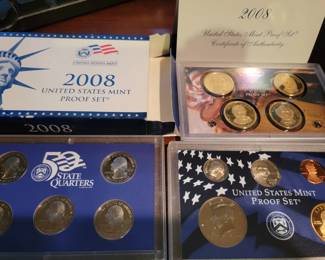 UNITED STATES MINT
2008
UNITED STATES MINT
PROOF SET
2008
2008
United States Mint Proof Set
Certificate of Authenticity
50
STATE
QUARTERS
UNITED STATES MINT
PROOF SET